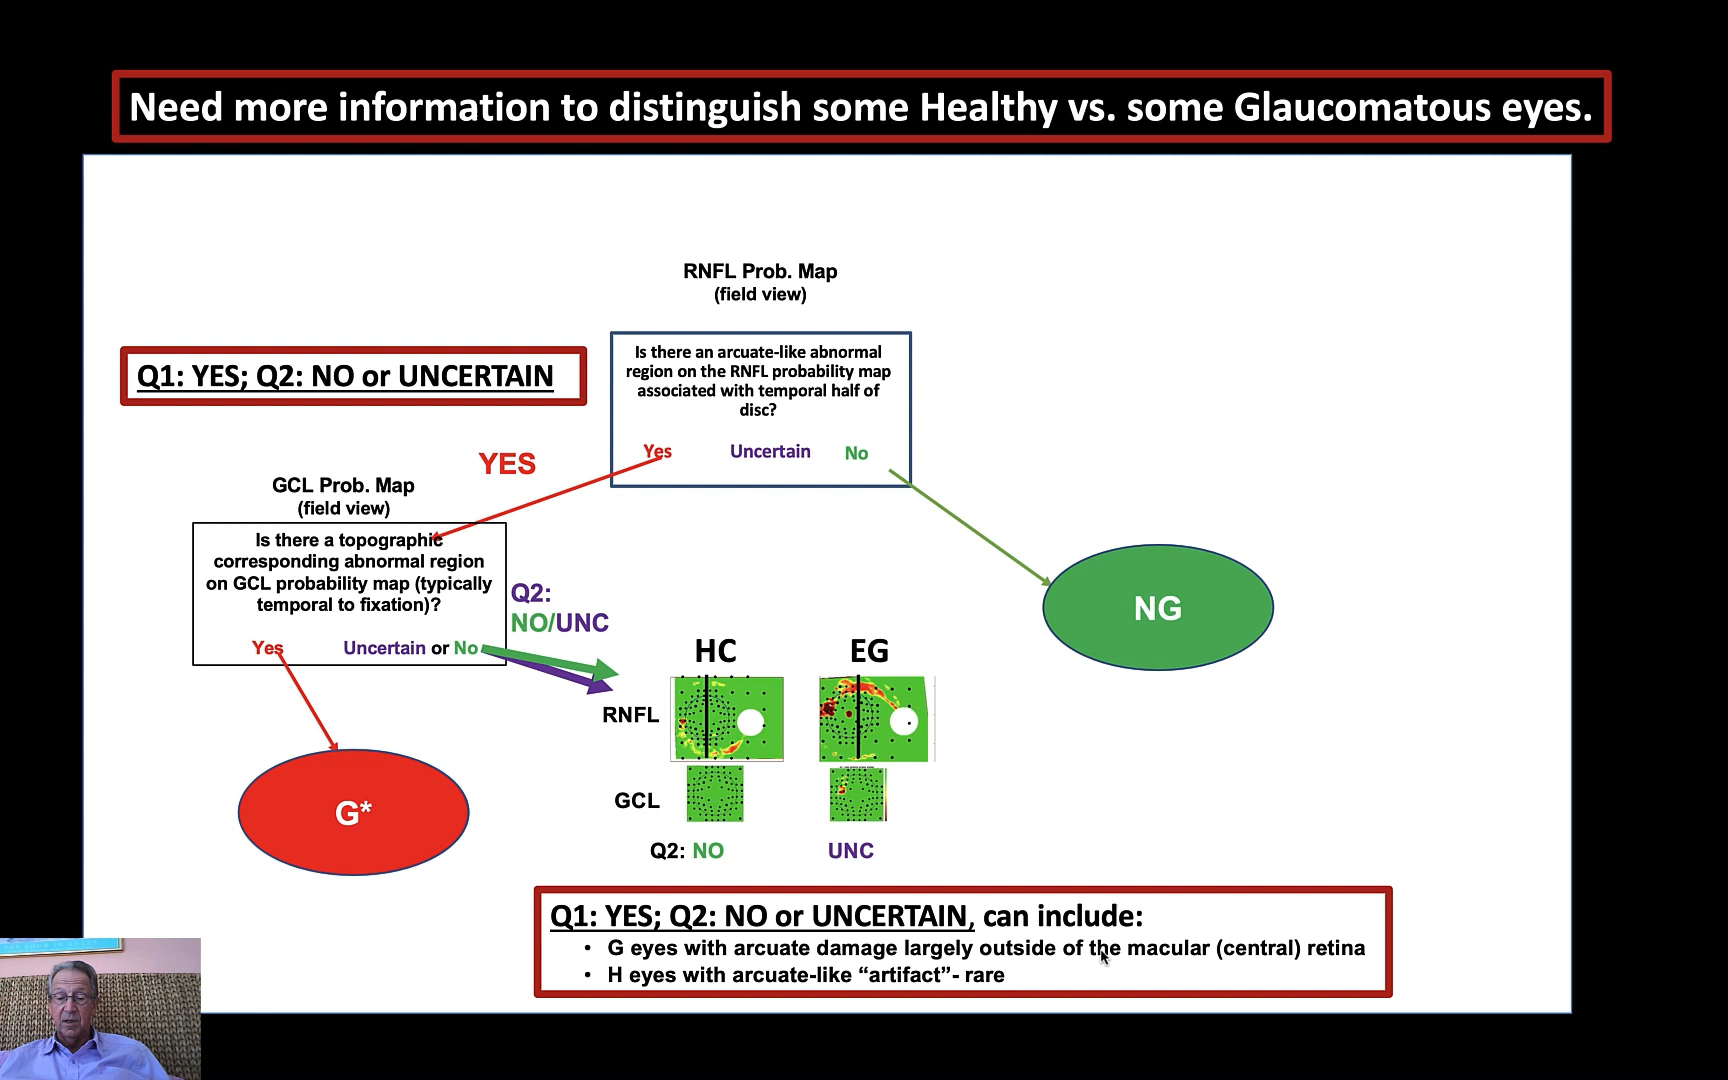 Need more information to distinguish some Healthy vs. some Glaucomatous eyes.
RNFL Prob. Map
(field view)
Is there an arcuate-like abnormal
region on the RNFL probability map
associated with temporal half of
disc?
Yes Uncertain No
Q1: YES; Q2: NO or UNCERTAIN
YES
GCL Prob. Map
(field view)
Is there a topographic
corresponding abnormal region
on GCL probability map (typically
temporal to fixation)?
Yes Uncertain or No
Q2:
NO/UNC
NG
HC EG
RNFL
GCL
Q2: NO UNC
G*
Q1: YES; Q2: NO or UNCERTAIN, can include:
• G eyes with arcuate damage largely outside of the macular (central) retina
• H eyes with arcuate-like “artifact”- rare